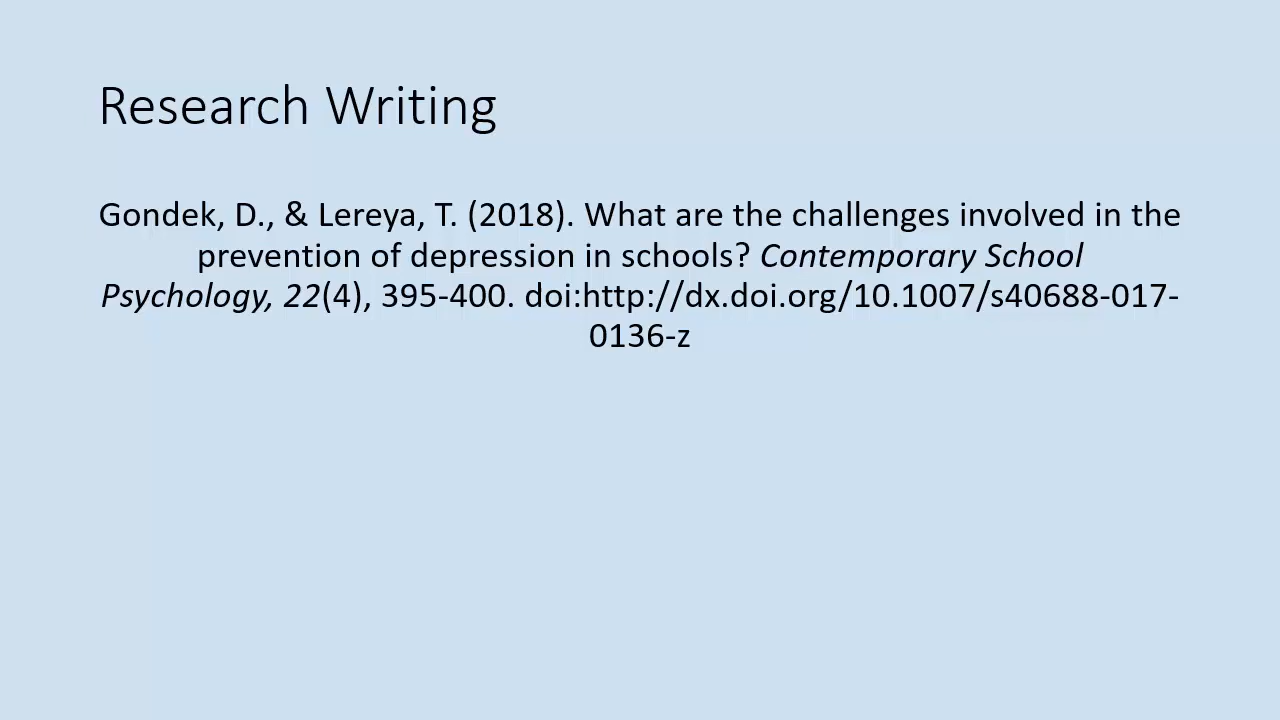 Research Writing
Gondek, D., & Lereya, T. (2018). What are the challenges involved in the
prevention of depression in schools? Contemporary School
Psychology, 22(4), 395-400. doi:http://dx.doi.org/10.1007/s40688-017-
0136-z